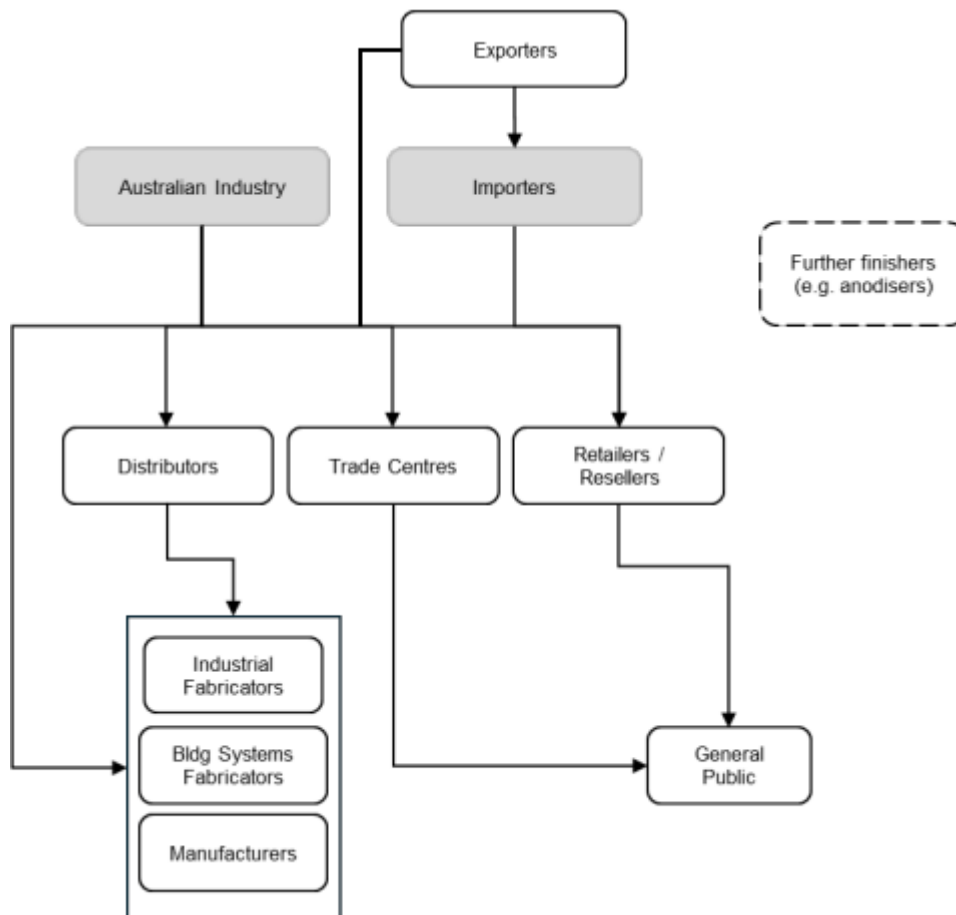 Exporters
Australian Industry
Importers
Further finishers
(e.g. anodisers)
Distributors
Trade Centres
Retailers /
Resellers
Industrial
Fabricators
Bldg Systems
Fabricators
General
Public
Manufacturers